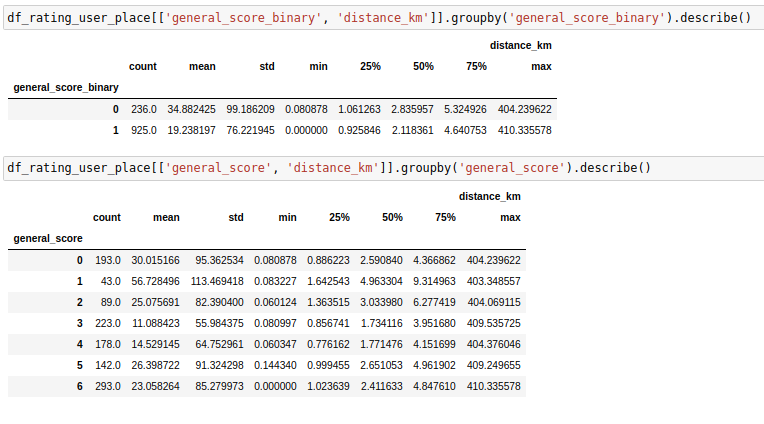 df_rating_user_place[['general_score_binary', 'distance_km']].groupby('general_score_binary').describe()
distance_km
count mean std min 25% 50% 75% max
general_score_binary
0 236.0 34.882425 99.186209 0.080878 1.061263 2.835957 5.324926 404.239622
1 925.0 19.238197 76.221945 0.000000 0.925846 2.118361 4.640753 410.335578
df_rating_user_place[['general_score', 'distance_km']].groupby('general_score').describe()
distance_km
count mean std min 25% 50% 75% max
general_score
0 193.0 30.015166 95.362534 0.080878 0.886223 2.590840 4.366862 404.239622
1 43.0 56.728496 113.469418 0.083227 1.642543 4.963304 9.314963 403.348557
2 89.0 25.075691 82.390400 0.060124 1.363515 3.033980 6.277419 404.069115
3 223.0 11.088423 55.984375 0.080997 0.856741 1.734116 3.951680 409.535725
4 178.0 14.529145 64.752961 0.060347 0.776162 1.771476 4.151699 404.376046
5 142.0 26.398722 91.324298 0.144340 0.999455 2.651053 4.961902 409.249655
6 293.0 23.058264 85.279973 0.000000 1.023639 2.411633 4.847610 410.335578